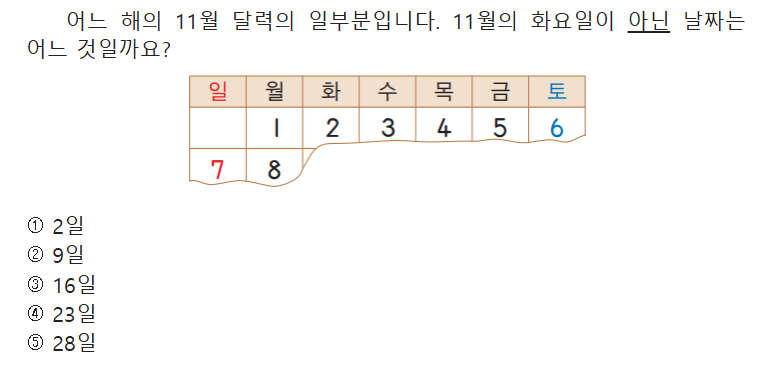 어느 해의 11월 달력의 일부분입니다. 11월의 화요일이 아닌 날짜는
어느 것일까요?
일 월 화 수 목 금 토
1 2 3 4 5 6
7 8
① 2일
② 9일
③ 16일
④ 23일
⑤ 28일